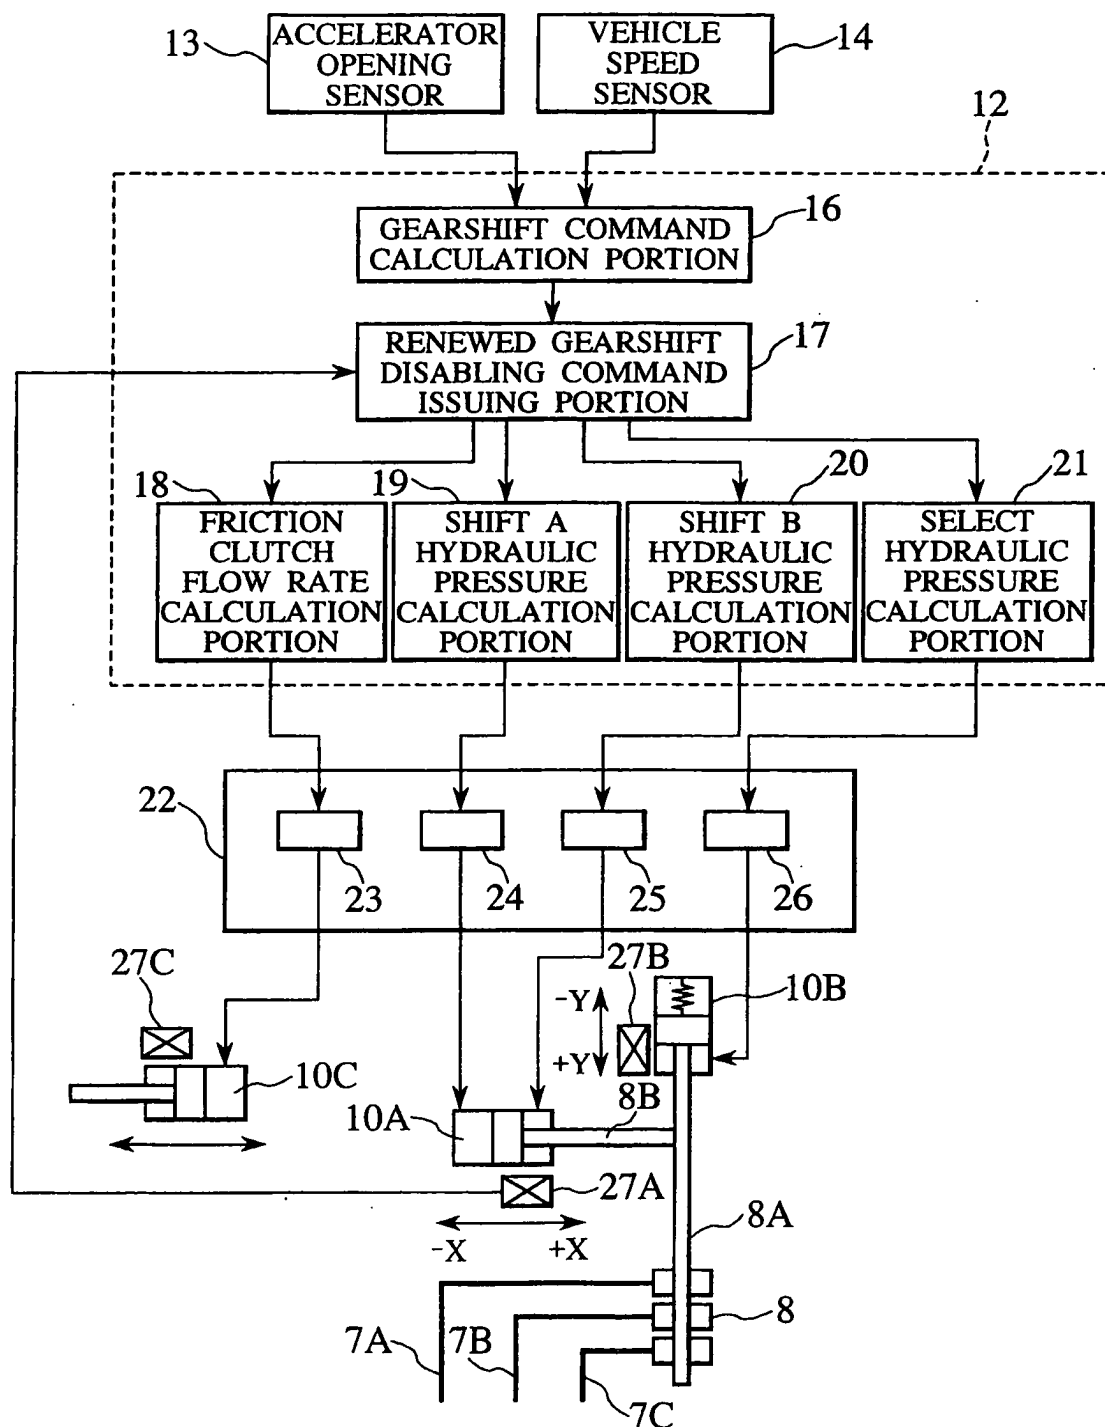 13
ACCELERATOR
OPENING
SENSOR
VEHICLE
SPEED
SENSOR
14
12
GEARSHIFT COMMAND
CALCULATION PORTION
16
RENEWED GEARSHIFT
DISABLING COMMAND
ISSUING PORTION
17
18
19
20
21
FRICTION
CLUTCH
FLOW RATE
CALCULATION
PORTION
SHIFT A
HYDRAULIC
PRESSURE
CALCULATION
PORTION
SHIFT B
HYDRAULIC
PRESSURE
CALCULATION
PORTION
SELECT
HYDRAULIC
PRESSURE
CALCULATION
PORTION
22
23
24
25
26
27C
27B
10B
-Y
+Y
10C
10A
8B
27A
8A
-X
+X
8
7A
7B
7C